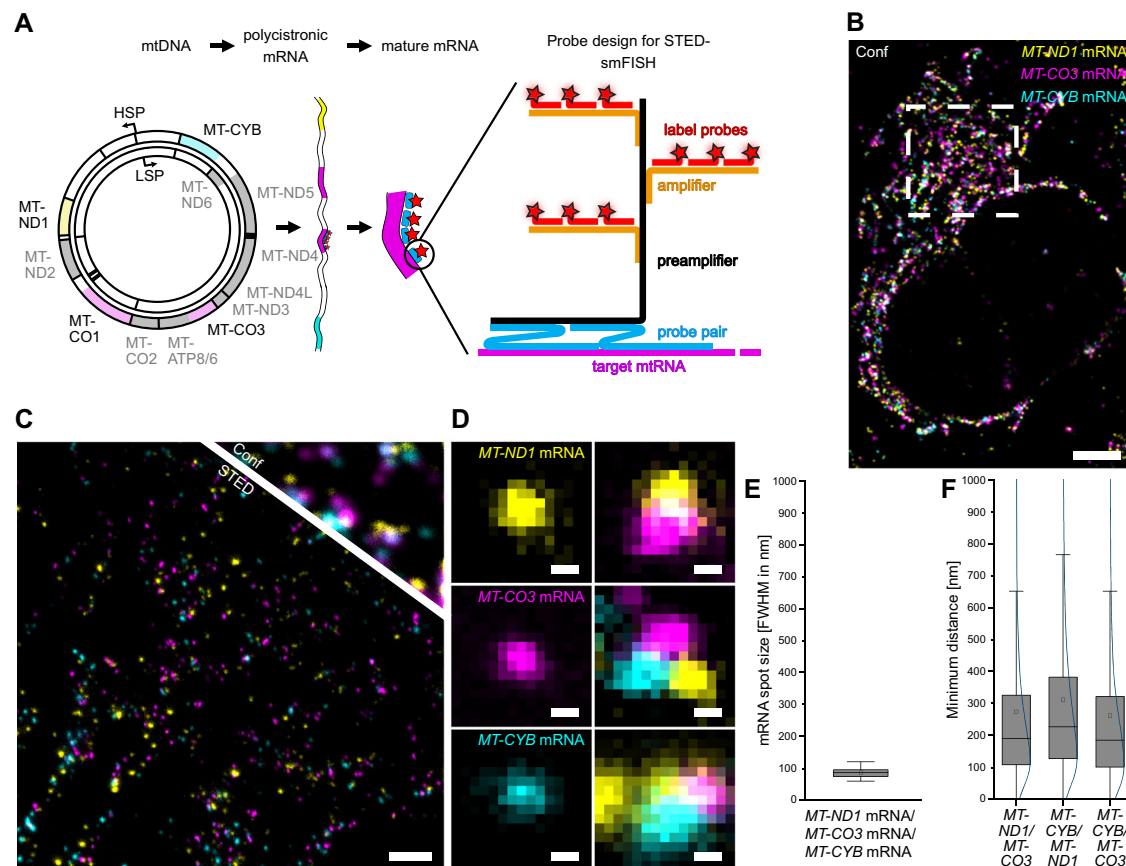 A
mtDNA
polycistronic
mRNA
mature mRNA
Probe design for STED-
smFISH
HSP
LSP
MT-CYB
MT-
ND6
MT-ND5
MT-
ND1
MT-ND4
MT-
ND2
MT-ND4L
MT-ND3
MT-
CO1
MT-CO3
MT-
CO2
MT-
ATP8/6
label probes
amplifier
preamplifier
probe pair
target mtRNA
B
Conf
MT-ND1 mRNA
MT-CO3 mRNA
MT-CYB mRNA
C
Conf
STED
D
MT-ND1 mRNA
MT-CO3 mRNA
MT-CYB mRNA
E
mRNA spot size [FWHM in nm]
1000
900
800
700
600
500
400
300
200
100
0
MT-ND1 mRNA/
MT-CO3 mRNA/
MT-CYB mRNA
F
Minimum distance [nm]
1000
900
800
700
600
500
400
300
200
100
0
MT-
ND1/
MT-
CO3
MT-
CYB/
MT-
ND1
MT-
CYB/
MT-
CO3